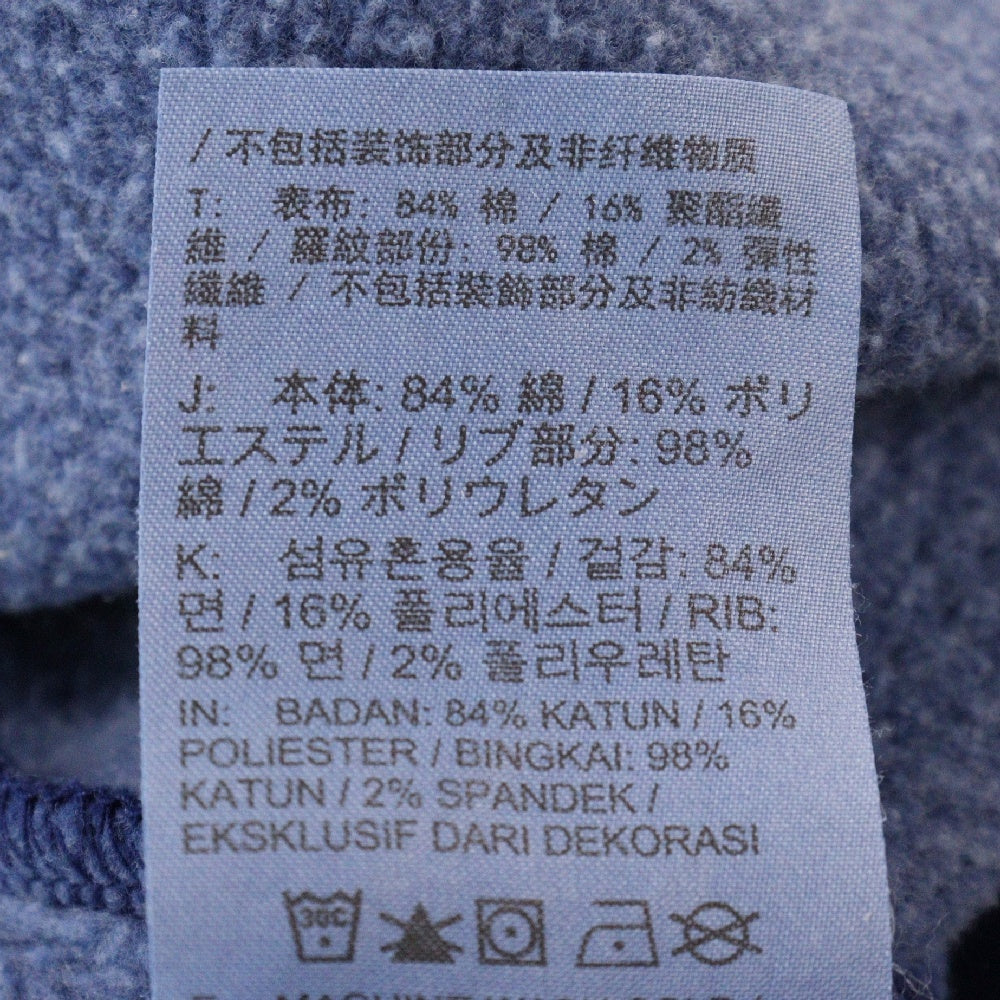 / 不包括装饰部分及非纤维物质
T: 表布: 84% 棉 / 16% 聚酯纖
維 / 羅紋部份: 98% 棉 / 2% 彈性
纖維 / 不包括裝飾部分及非紡織材
料
J: 本体: 84% 綿 / 16% ポリ
エステル / リブ部分: 98%
綿 / 2% ポリウレタン
K: 섬유혼용율 / 겉감: 84%
면 / 16% 폴리에스터 / RIB:
98% 면 / 2% 폴리우레탄
IN: BADAN: 84% KATUN / 16%
POLIESTER / BINGKAI: 98%
KATUN / 2% SPANDEK /
EKSKLUSIF DARI DEKORASI
30C